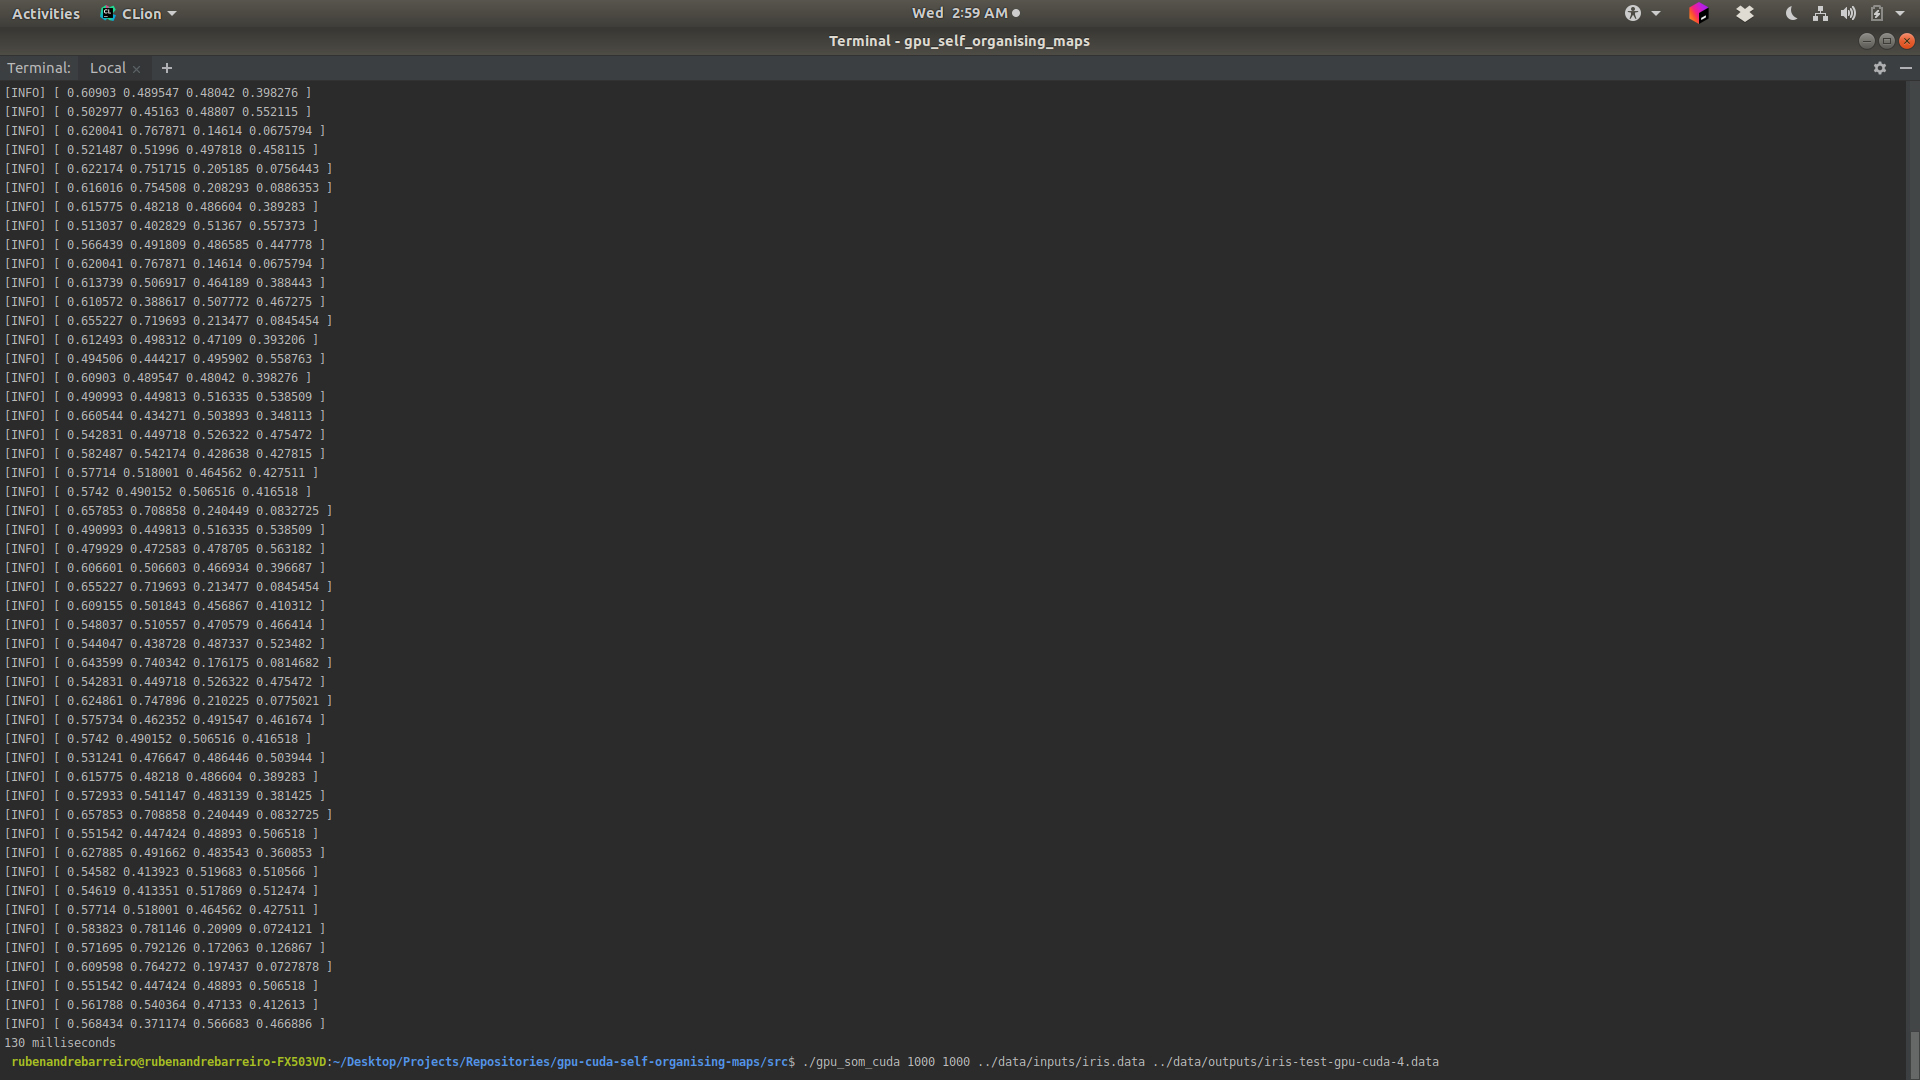 Activities CLion Wed 2:59 AM
Terminal - gpu_self_organising_maps
Terminal: Local × +
[INFO] [ 0.60903 0.489547 0.48042 0.398276 ]
[INFO] [ 0.502977 0.45163 0.48807 0.552115 ]
[INFO] [ 0.620041 0.767871 0.14614 0.0675794 ]
[INFO] [ 0.521487 0.51996 0.497818 0.458115 ]
[INFO] [ 0.622174 0.751715 0.205185 0.0756443 ]
[INFO] [ 0.616016 0.754508 0.208293 0.0886353 ]
[INFO] [ 0.615775 0.48218 0.486604 0.389283 ]
[INFO] [ 0.513037 0.402829 0.51367 0.557373 ]
[INFO] [ 0.566439 0.491809 0.486585 0.447778 ]
[INFO] [ 0.620041 0.767871 0.14614 0.0675794 ]
[INFO] [ 0.613739 0.506917 0.464189 0.388443 ]
[INFO] [ 0.610572 0.388617 0.507772 0.467275 ]
[INFO] [ 0.655227 0.719693 0.213477 0.0845454 ]
[INFO] [ 0.612493 0.498312 0.47109 0.393206 ]
[INFO] [ 0.494506 0.444217 0.495902 0.558763 ]
[INFO] [ 0.60903 0.489547 0.48042 0.398276 ]
[INFO] [ 0.490993 0.449813 0.516335 0.538509 ]
[INFO] [ 0.660544 0.434271 0.503893 0.348113 ]
[INFO] [ 0.542831 0.449718 0.526322 0.475472 ]
[INFO] [ 0.582487 0.542174 0.428638 0.427815 ]
[INFO] [ 0.57714 0.518001 0.464562 0.427511 ]
[INFO] [ 0.5742 0.490152 0.506516 0.416518 ]
[INFO] [ 0.657853 0.708858 0.240449 0.0832725 ]
[INFO] [ 0.490993 0.449813 0.516335 0.538509 ]
[INFO] [ 0.479929 0.472583 0.478705 0.563182 ]
[INFO] [ 0.606601 0.506603 0.466934 0.396687 ]
[INFO] [ 0.655227 0.719693 0.213477 0.0845454 ]
[INFO] [ 0.609155 0.501843 0.456867 0.410312 ]
[INFO] [ 0.548037 0.510557 0.470579 0.466414 ]
[INFO] [ 0.544047 0.438728 0.487337 0.523482 ]
[INFO] [ 0.643599 0.740342 0.176175 0.0814682 ]
[INFO] [ 0.542831 0.449718 0.526322 0.475472 ]
[INFO] [ 0.624861 0.747896 0.210225 0.0775021 ]
[INFO] [ 0.575734 0.462352 0.491547 0.461674 ]
[INFO] [ 0.5742 0.490152 0.506516 0.416518 ]
[INFO] [ 0.531241 0.476647 0.486446 0.503944 ]
[INFO] [ 0.615775 0.48218 0.486604 0.389283 ]
[INFO] [ 0.572933 0.541147 0.483139 0.381425 ]
[INFO] [ 0.657853 0.708858 0.240449 0.0832725 ]
[INFO] [ 0.551542 0.447424 0.48893 0.506518 ]
[INFO] [ 0.627885 0.491662 0.483543 0.360853 ]
[INFO] [ 0.54582 0.413923 0.519683 0.510566 ]
[INFO] [ 0.54619 0.413351 0.517869 0.512474 ]
[INFO] [ 0.57714 0.518001 0.464562 0.427511 ]
[INFO] [ 0.583823 0.781146 0.20909 0.0724121 ]
[INFO] [ 0.571695 0.792126 0.172063 0.126867 ]
[INFO] [ 0.609598 0.764272 0.197437 0.0727878 ]
[INFO] [ 0.551542 0.447424 0.48893 0.506518 ]
[INFO] [ 0.561788 0.540364 0.47133 0.412613 ]
[INFO] [ 0.568434 0.371174 0.566683 0.466886 ]
130 milliseconds
rubenandrebarreiro@rubenandrebarreiro-FX503VD:~/Desktop/Projects/Repositories/gpu-cuda-self-organising-maps/src$ ./gpu_som_cuda 1000 1000 ../data/inputs/iris.data ../data/outputs/iris-test-gpu-cuda-4.data